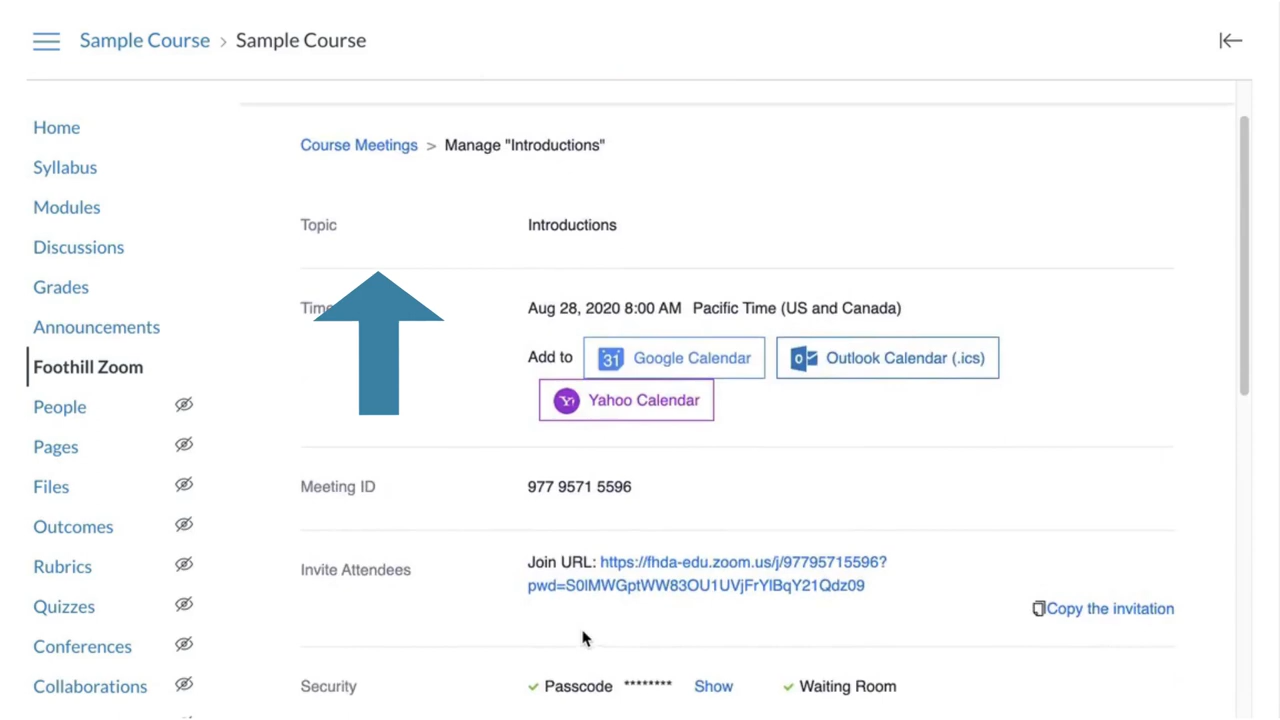 Sample Course > Sample Course
Home
Syllabus
Modules
Discussions
Grades
Announcements
Foothill Zoom
People
Pages
Files
Outcomes
Rubrics
Quizzes
Conferences
Collaborations
Course Meetings > Manage "Introductions"
Topic Introductions
Time Aug 28, 2020 8:00 AM Pacific Time (US and Canada)
Add to 31 Google Calendar Outlook Calendar (.ics)
Yahoo Calendar
Meeting ID 977 9571 5596
Invite Attendees Join URL: https://fhda-edu.zoom.us/j/97795715596?
pwd=S0lMWGptWW83OU1UVjFrYlBqY21Qdz09
Copy the invitation
Security Passcode ******** Show Waiting Room